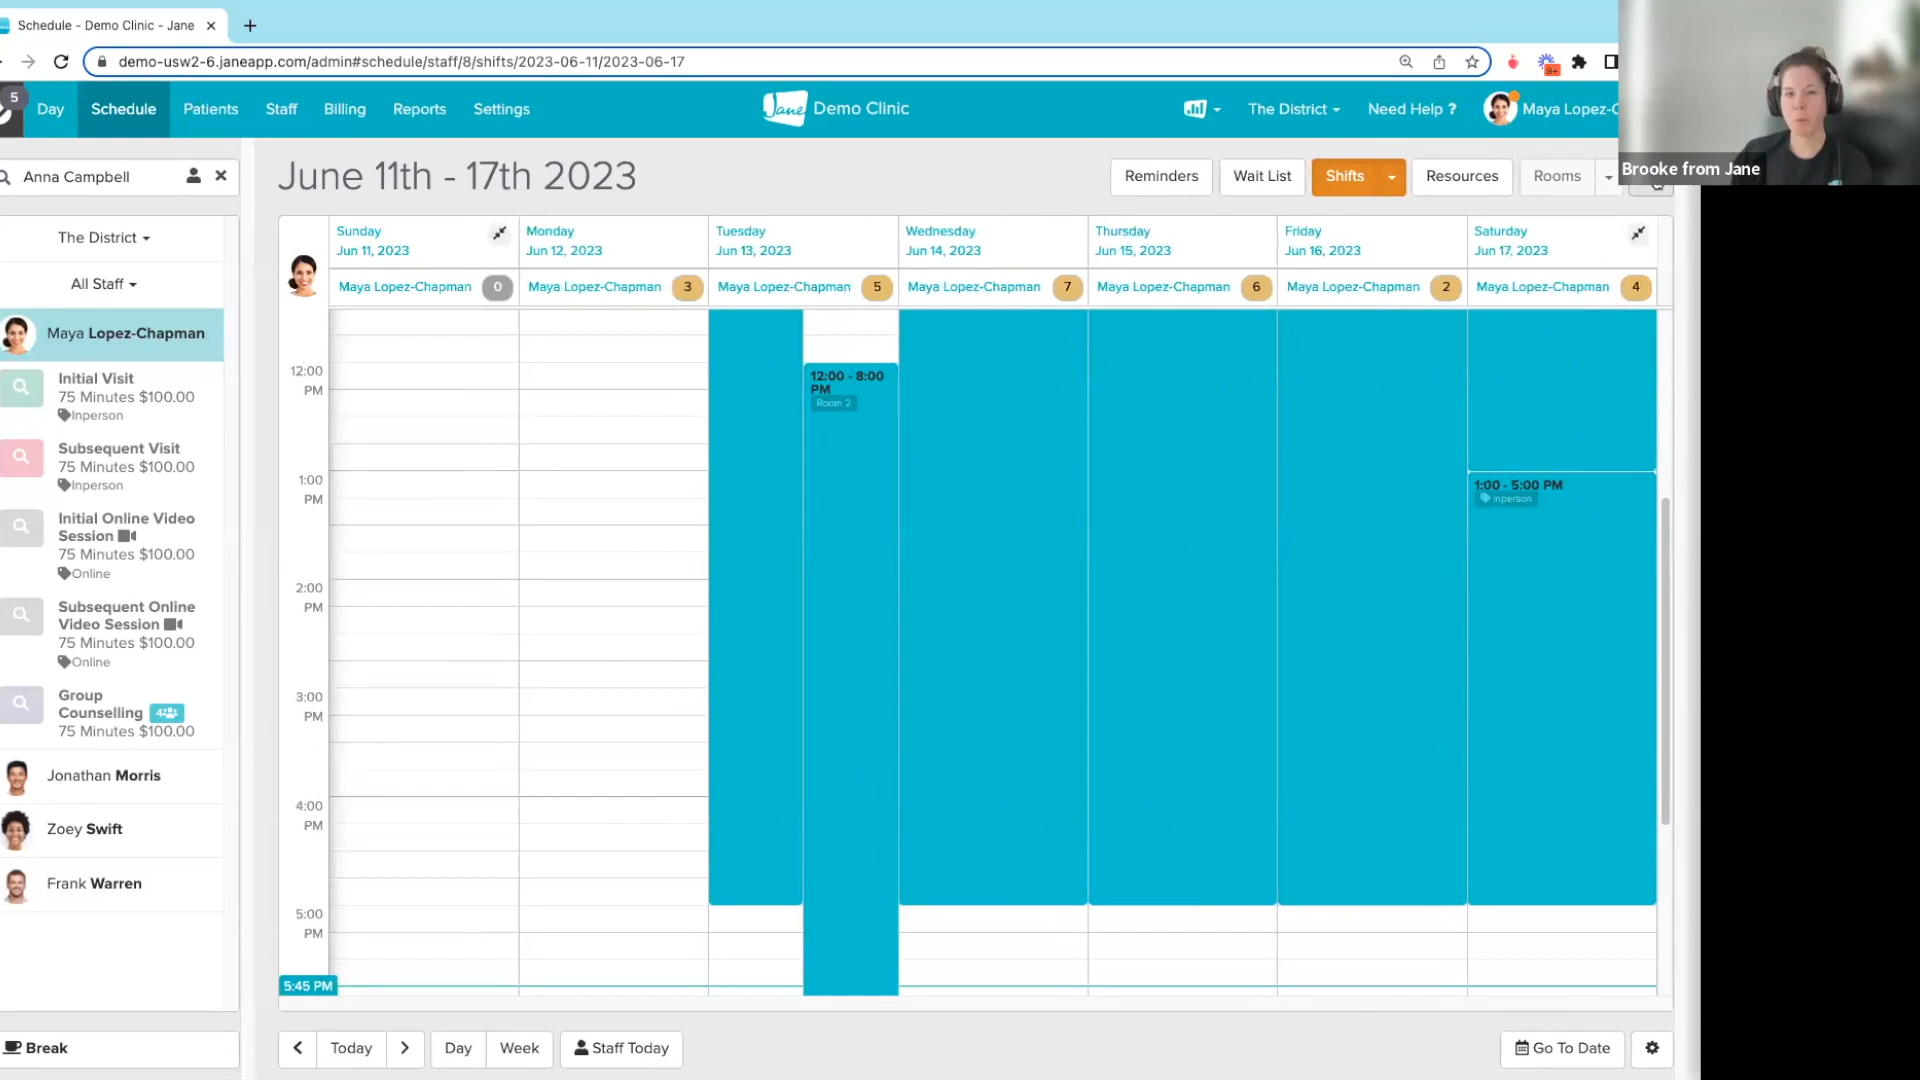 Schedule - Demo Clinic - Jane
demo-usw2-6.janeapp.com/admin#schedule/staff/8/shifts/2023-06-11/2023-06-17
9+
5
Day
Schedule
Patients
Staff
Billing
Reports
Settings
Jane
Demo Clinic
The District
Need Help ?
Maya Lopez-C
Brooke from Jane
Anna Campbell
June 11th - 17th 2023
Reminders
Wait List
Shifts
Resources
Rooms
The District
All Staff
Maya Lopez-Chapman
Initial Visit
75 Minutes $100.00
Inperson
Subsequent Visit
75 Minutes $100.00
Inperson
Initial Online Video
Session
75 Minutes $100.00
Online
Subsequent Online
Video Session
75 Minutes $100.00
Online
Group
Counselling 4
75 Minutes $100.00
Jonathan Morris
Zoey Swift
Frank Warren
Break
Sunday
Jun 11, 2023
Monday
Jun 12, 2023
Tuesday
Jun 13, 2023
Wednesday
Jun 14, 2023
Thursday
Jun 15, 2023
Friday
Jun 16, 2023
Saturday
Jun 17, 2023
Maya Lopez-Chapman 0
Maya Lopez-Chapman 3
Maya Lopez-Chapman 5
Maya Lopez-Chapman 7
Maya Lopez-Chapman 6
Maya Lopez-Chapman 2
Maya Lopez-Chapman 4
12:00
PM
1:00
PM
2:00
PM
3:00
PM
4:00
PM
5:00
PM
5:45 PM
12:00 - 8:00
PM
Room 2
1:00 - 5:00 PM
Inperson
Today
Day
Week
Staff Today
Go To Date